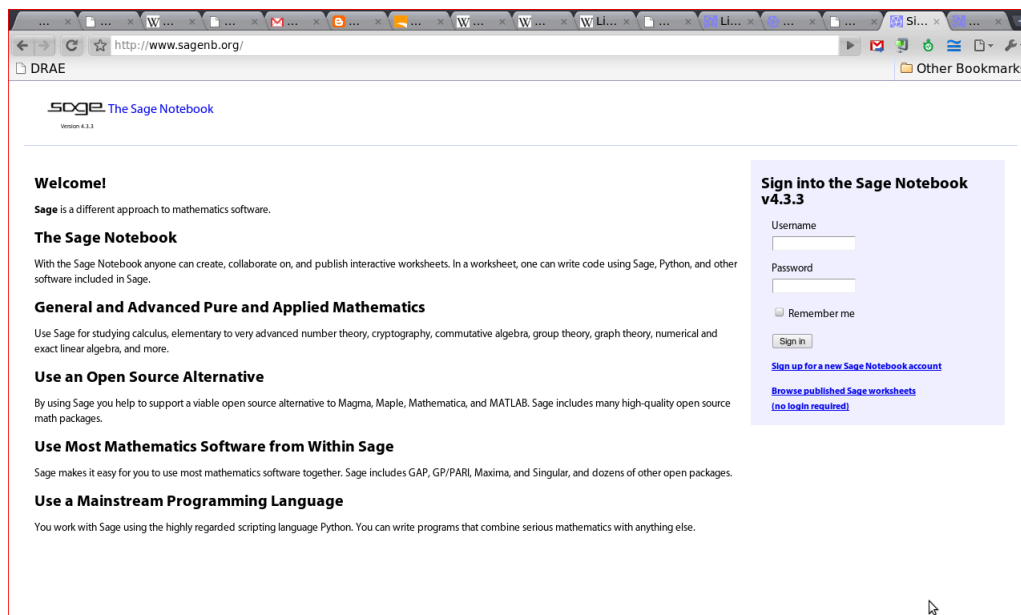 ... W ... ... M ... B ... ... W ... W ... W Li... ... Li... ... ... Si... ...
http://www.sagenb.org/
DRAE Other Bookmark
sage The Sage Notebook
Version 4.3.3
Welcome!
Sage is a different approach to mathematics software.
The Sage Notebook
With the Sage Notebook anyone can create, collaborate on, and publish interactive worksheets. In a worksheet, one can write code using Sage, Python, and other
software included in Sage.
General and Advanced Pure and Applied Mathematics
Use Sage for studying calculus, elementary to very advanced number theory, cryptography, commutative algebra, group theory, graph theory, numerical and
exact linear algebra, and more.
Use an Open Source Alternative
By using Sage you help to support a viable open source alternative to Magma, Maple, Mathematica, and MATLAB. Sage includes many high-quality open source
math packages.
Use Most Mathematics Software from Within Sage
Sage makes it easy for you to use most mathematics software together. Sage includes GAP, GP/PARI, Maxima, and Singular, and dozens of other open packages.
Use a Mainstream Programming Language
You work with Sage using the highly regarded scripting language Python. You can write programs that combine serious mathematics with anything else.
Sign into the Sage Notebook
v4.3.3
Username
Password
Remember me
Sign in
Sign up for a new Sage Notebook account
Browse published Sage worksheets
(no login required)